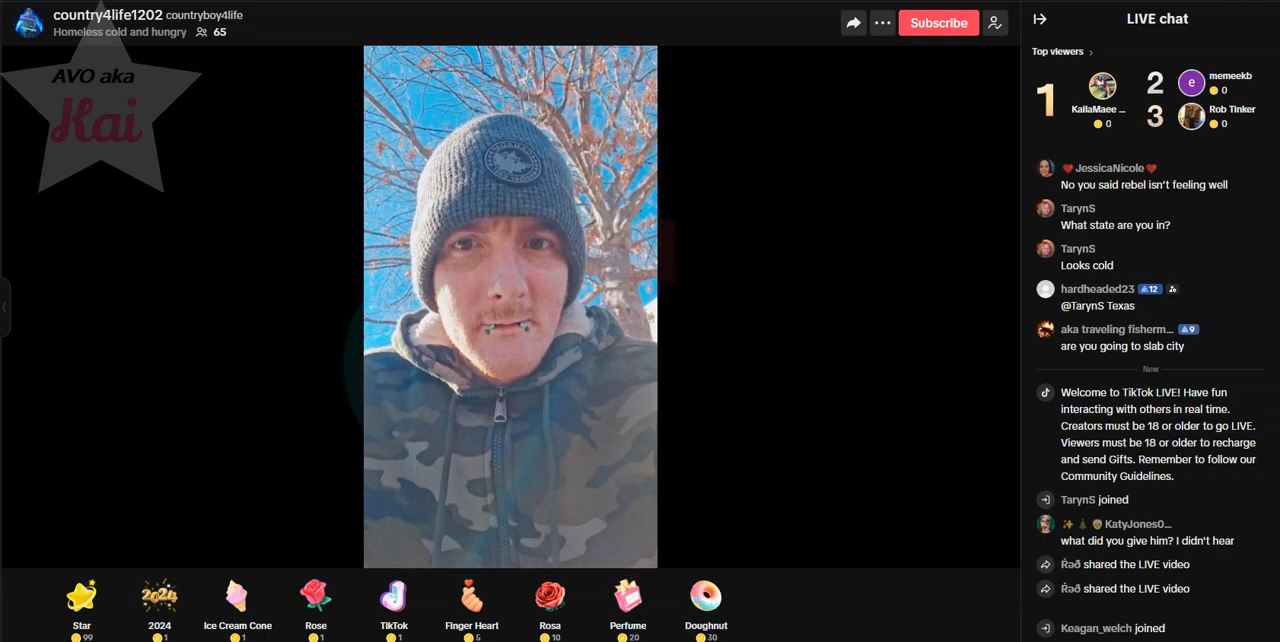 country4life1202 countryboy4life
Homeless cold and hungry 65
Subscribe
LIVE chat
AVO aka
Kai
Top viewers
1
KallaMaee ...
0
2
e
memeekb
0
3
Rob Tinker
0
JessicaNicole
No you said rebel isn't feeling well
TarynS
What state are you in?
TarynS
Looks cold
hardheaded23 12
@TarynS Texas
aka traveling fisherm... 9
are you going to slab city
Now
Welcome to TikTok LIVE! Have fun
interacting with others in real time.
Creators must be 18 or older to go LIVE.
Viewers must be 18 or older to recharge
and send Gifts. Remember to follow our
Community Guidelines.
TarynS joined
KatyJones0...
what did you give him? I didn't hear
Ŕəð shared the LIVE video
Ŕəð shared the LIVE video
Keagan_welch joined
2024
Star
99
2024
1
Ice Cream Cone
1
Rose
1
TikTok
1
Finger Heart
5
Rosa
10
Perfume
20
Doughnut
30